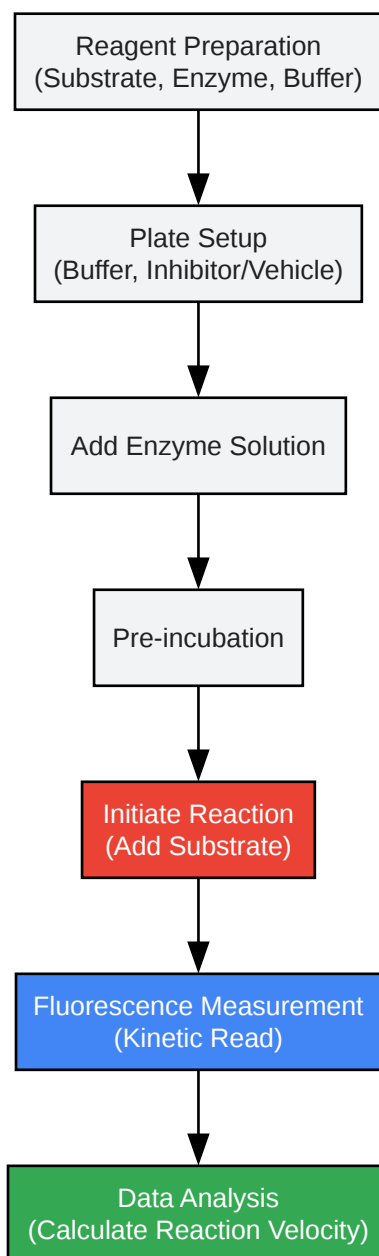 Reagent Preparation
(Substrate, Enzyme, Buffer)
Plate Setup
(Buffer, Inhibitor/Vehicle)
Add Enzyme Solution
Pre-incubation
Initiate Reaction
(Add Substrate)
Fluorescence Measurement
(Kinetic Read)
Data Analysis
(Calculate Reaction Velocity)